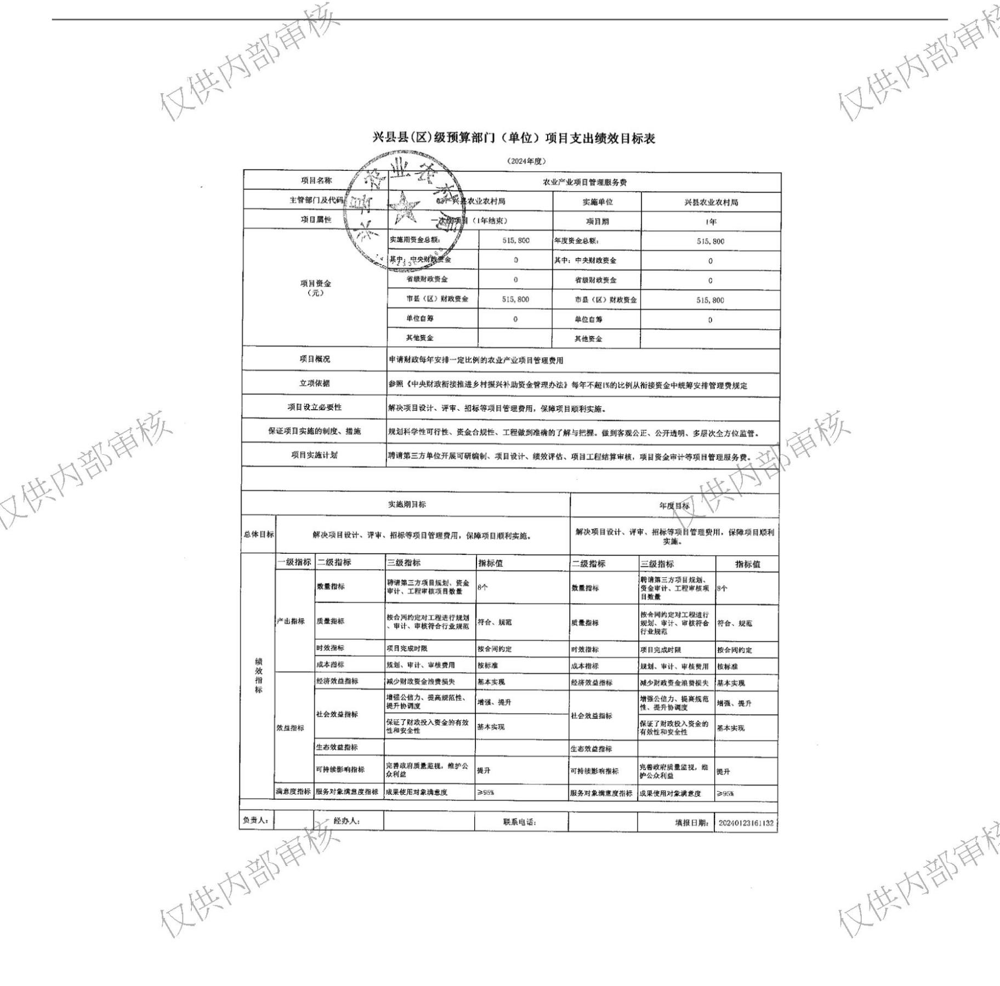 仅供内部审核
仅供内部审核
兴县县(区)级预算部门（单位）项目支出绩效目标表
（2024年度）
项目名称 农业产业项目管理服务费
主管部门及代码 037-兴县农业农村局 实施单位 兴县农业农村局
项目属性 一次性项目（1年结束） 项目期 1年
兴县农业农村局
项目资金
（元）
实施期资金总额: 515,800 年度资金总额: 515,800
其中: 中央财政资金 0 其中: 中央财政资金 0
省级财政资金 0 省级财政资金 0
市县（区）财政资金 515,800 市县（区）财政资金 515,800
单位自筹 0 单位自筹 0
其他资金 其他资金
项目概况 申请财政每年安排一定比例的农业产业项目管理费用
立项依据 参照《中央财政衔接推进乡村振兴补助资金管理办法》每年不超1%的比例从衔接资金中统筹安排管理费规定
项目设立必要性 解决项目设计、评审、招标等项目管理费用，保障项目顺利实施。
保证项目实施的制度、措施 规划科学性可行性、资金合规性、工程做到准确的了解与把握。做到客观公正、公开透明、多层次全方位监管。
项目实施计划 聘请第三方单位开展可研编制、项目设计、绩效评估、项目工程结算审核，项目资金审计等项目管理服务费。
仅供内部审核
仅供内部审核
实施期目标 年度目标
总体目标 解决项目设计、评审、招标等项目管理费用，保障项目顺利实施。
解决项目设计、评审、招标等项目管理费用，保障项目顺利
实施。
绩效指标
一级指标 二级指标 三级指标 指标值 二级指标 三级指标 指标值
产出指标
数量指标
聘请第三方项目规划、资金
审计、工程审核项目数量
8个
数量指标
聘请第三方项目规划、
资金审计、工程审核项
目数量
8个
质量指标
按合同约定对工程进行规划
、审计、审核符合行业规范
符合、规范
质量指标
按合同约定对工程进行
规划、审计、审核符合
行业规范
符合、规范
时效指标 项目完成时限 按合同约定 时效指标 项目完成时限 按合同约定
成本指标 规划、审计、审核费用 按标准 成本指标 规划、审计、审核费用 按标准
效益指标
经济效益指标 减少财政资金浪费损失 基本实现 经济效益指标 减少财政资金浪费损失 基本实现
社会效益指标
增强公信力、提高规范性、
提升协调度
增强、提升
社会效益指标
增强公信力、提高规范
性、提升协调度
增强、提升
保证了财政投入资金的有效
性和安全性
基本实现
保证了财政投入资金的
有效性和安全性
基本实现
生态效益指标 生态效益指标
可持续影响指标
完善政府质量监视，维护公
众利益
提升
可持续影响指标
完善政府质量监视，维
护公众利益
提升
满意度指标 服务对象满意度指标 成果使用对象满意度 ≥95% 服务对象满意度指标 成果使用对象满意度 ≥95%
负责人: 经办人: 联系电话: 填报日期: 20240123161132
仅供内部审核
仅供内部审核